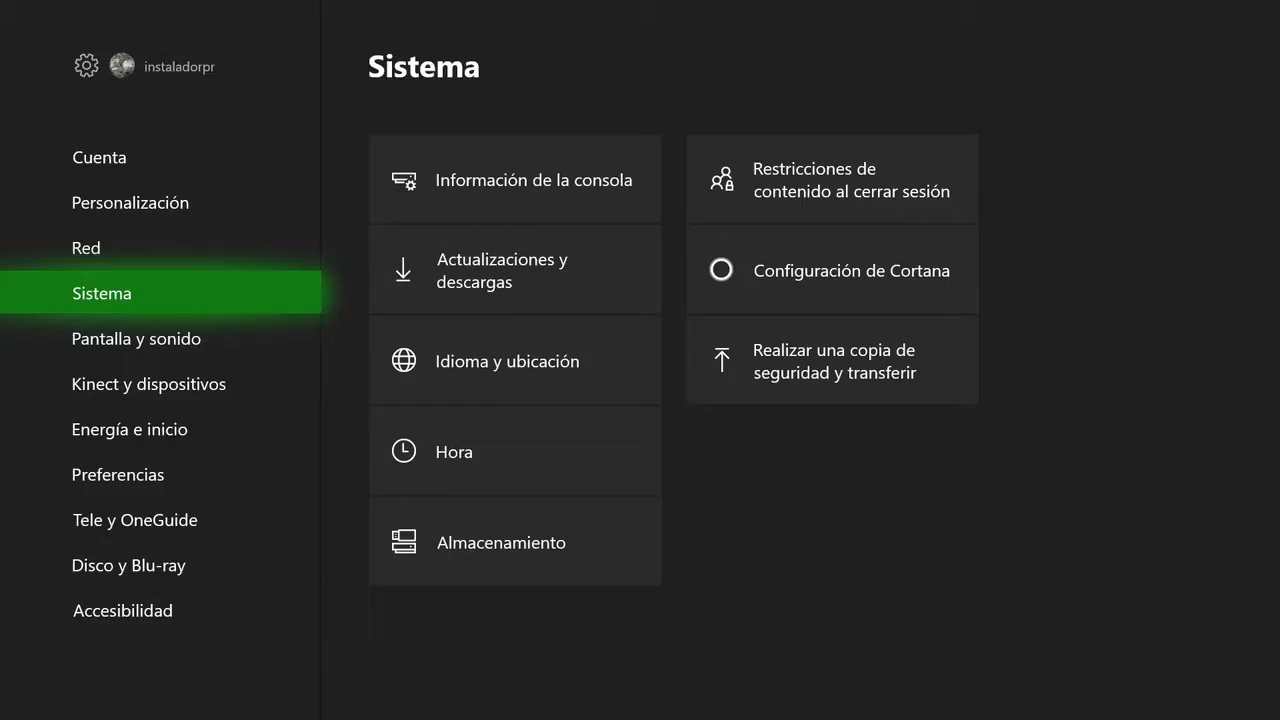 instaladorpr
Cuenta
Personalización
Red
Sistema
Pantalla y sonido
Kinect y dispositivos
Energía e inicio
Preferencias
Tele y OneGuide
Disco y Blu-ray
Accesibilidad
Sistema
Información de la consola
Actualizaciones y
descargas
Idioma y ubicación
Hora
Almacenamiento
Restricciones de
contenido al cerrar sesión
Configuración de Cortana
Realizar una copia de
seguridad y transferir